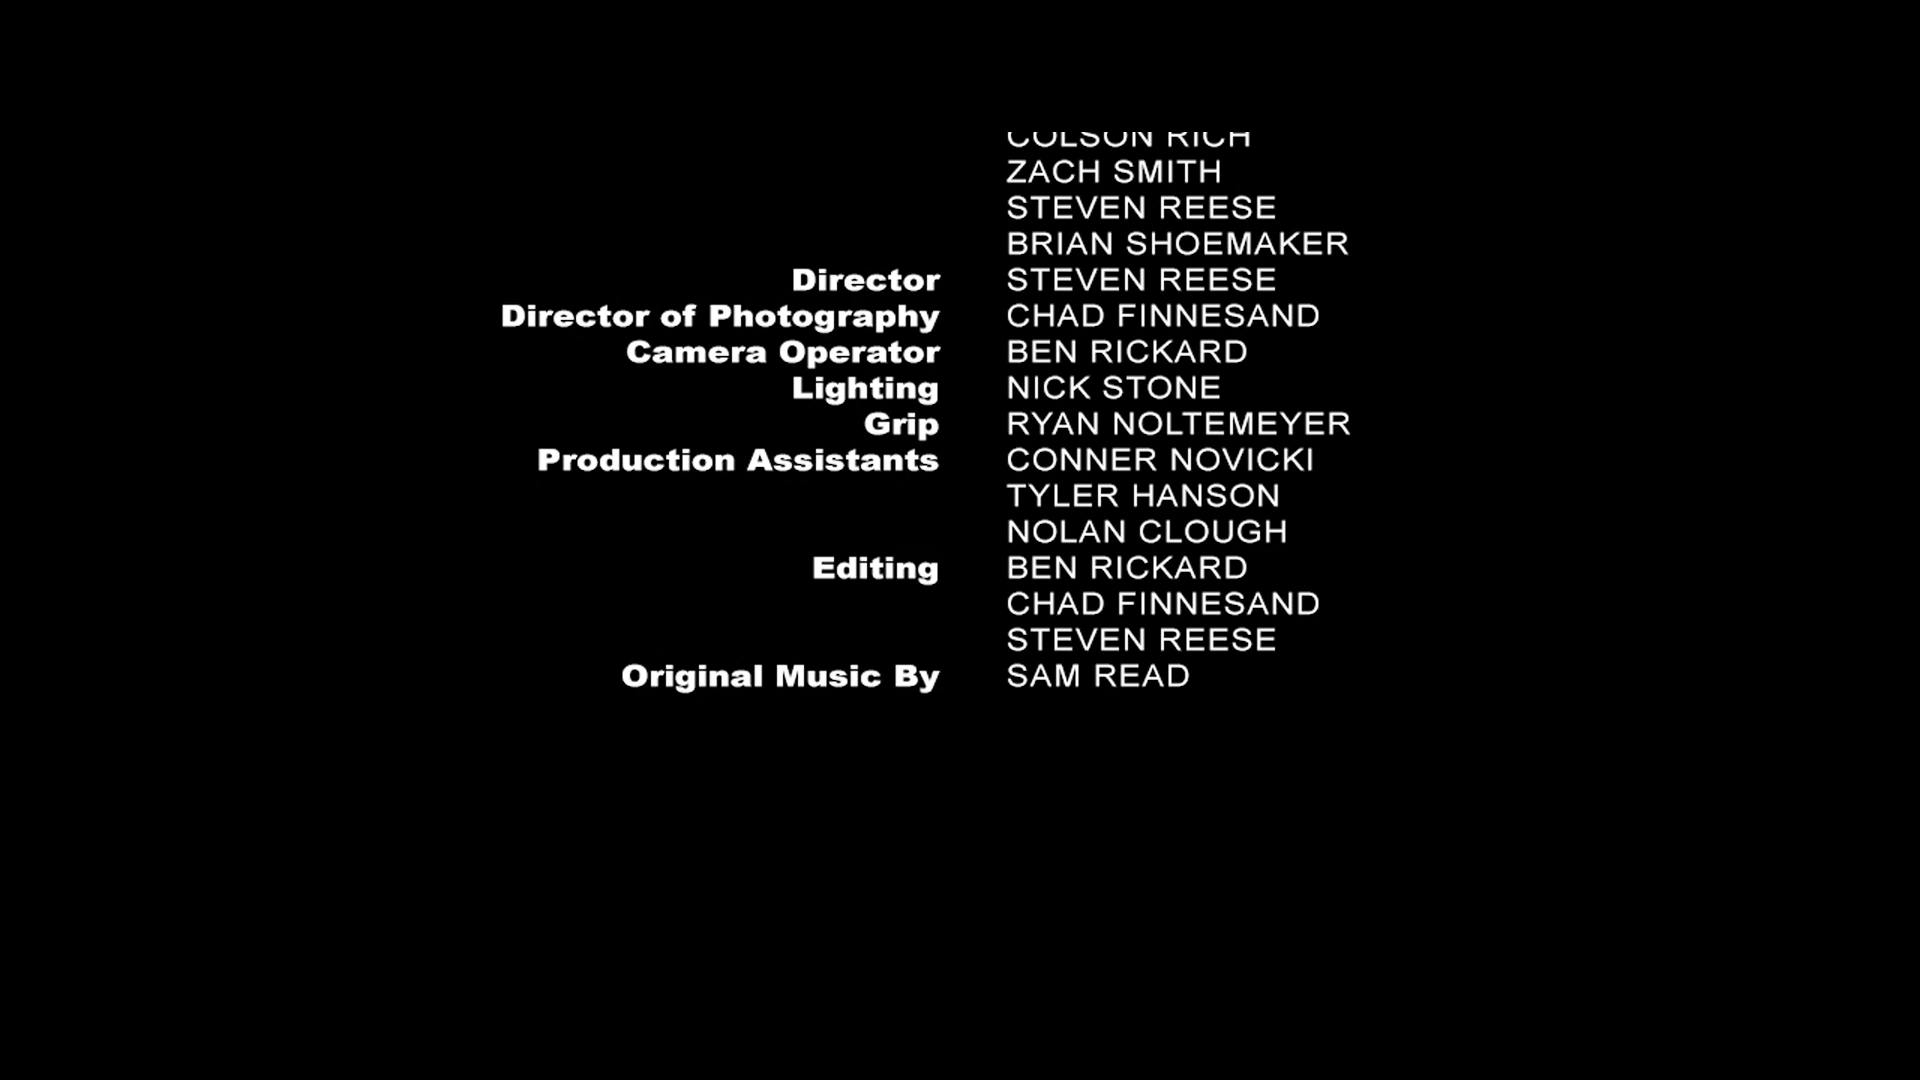 COLSON RICH
ZACH SMITH
STEVEN REESE
BRIAN SHOEMAKER
Director STEVEN REESE
Director of Photography CHAD FINNESAND
Camera Operator BEN RICKARD
Lighting NICK STONE
Grip RYAN NOLTEMEYER
Production Assistants CONNER NOVICKI
TYLER HANSON
NOLAN CLOUGH
Editing BEN RICKARD
CHAD FINNESAND
STEVEN REESE
Original Music By SAM READ